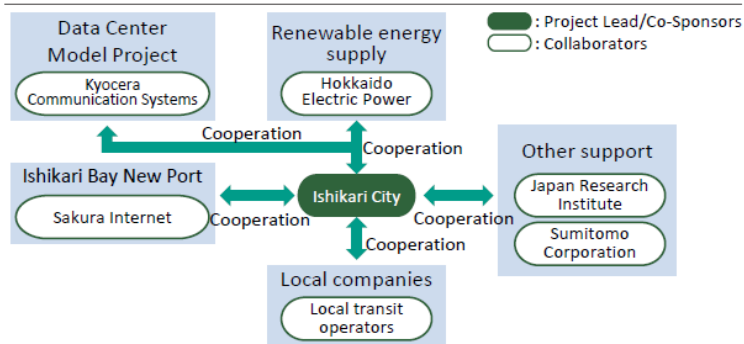 Data Center
Model Project
Kyocera
Communication Systems
Renewable energy
supply
Hokkaido
Electric Power
: Project Lead/Co-Sponsors
: Collaborators
Cooperation
Cooperation
Ishikari Bay New Port
Sakura Internet
Cooperation
Ishikari City
Cooperation
Other support
Japan Research
Institute
Sumitomo
Corporation
Cooperation
Local companies
Local transit
operators